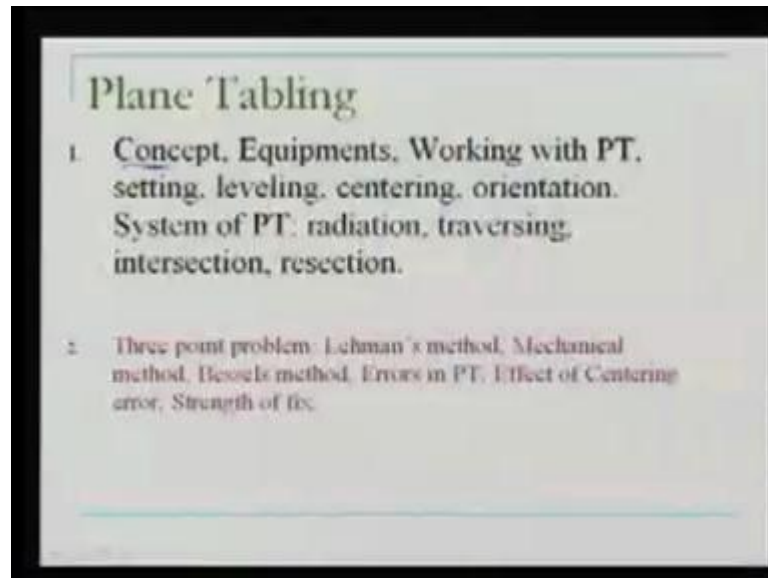 Plane Tabling
1. Concept, Equipments, Working with PT,
setting, leveling, centering, orientation.
System of PT: radiation, traversing,
intersection, resection.
2. Three point problem: Lehman's method, Mechanical
method, Bessels method, Errors in PT, Effect of Centering
error, Strength of fix